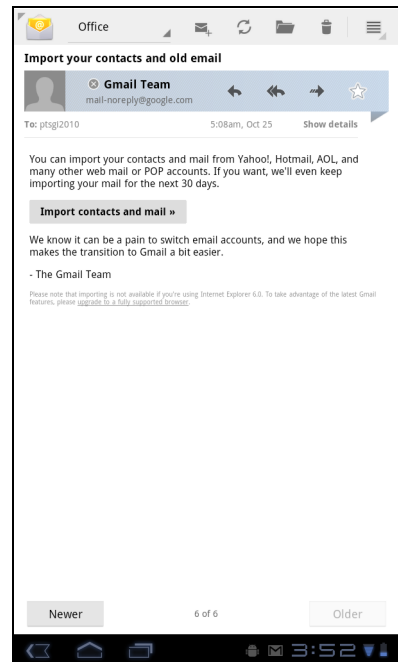 Office
Import your contacts and old email
Gmail Team
mail-noreply@google.com
To: ptsgl2010 5:08am, Oct 25 Show details
You can import your contacts and mail from Yahoo!, Hotmail, AOL, and
many other web mail or POP accounts. If you want, we'll even keep
importing your mail for the next 30 days.
Import contacts and mail »
We know it can be a pain to switch email accounts, and we hope this
makes the transition to Gmail a bit easier.
- The Gmail Team
Please note that importing is not available if you're using Internet Explorer 6.0. To take advantage of the latest Gmail
features, please upgrade to a fully supported browser.
Newer 6 of 6 Older
3:52